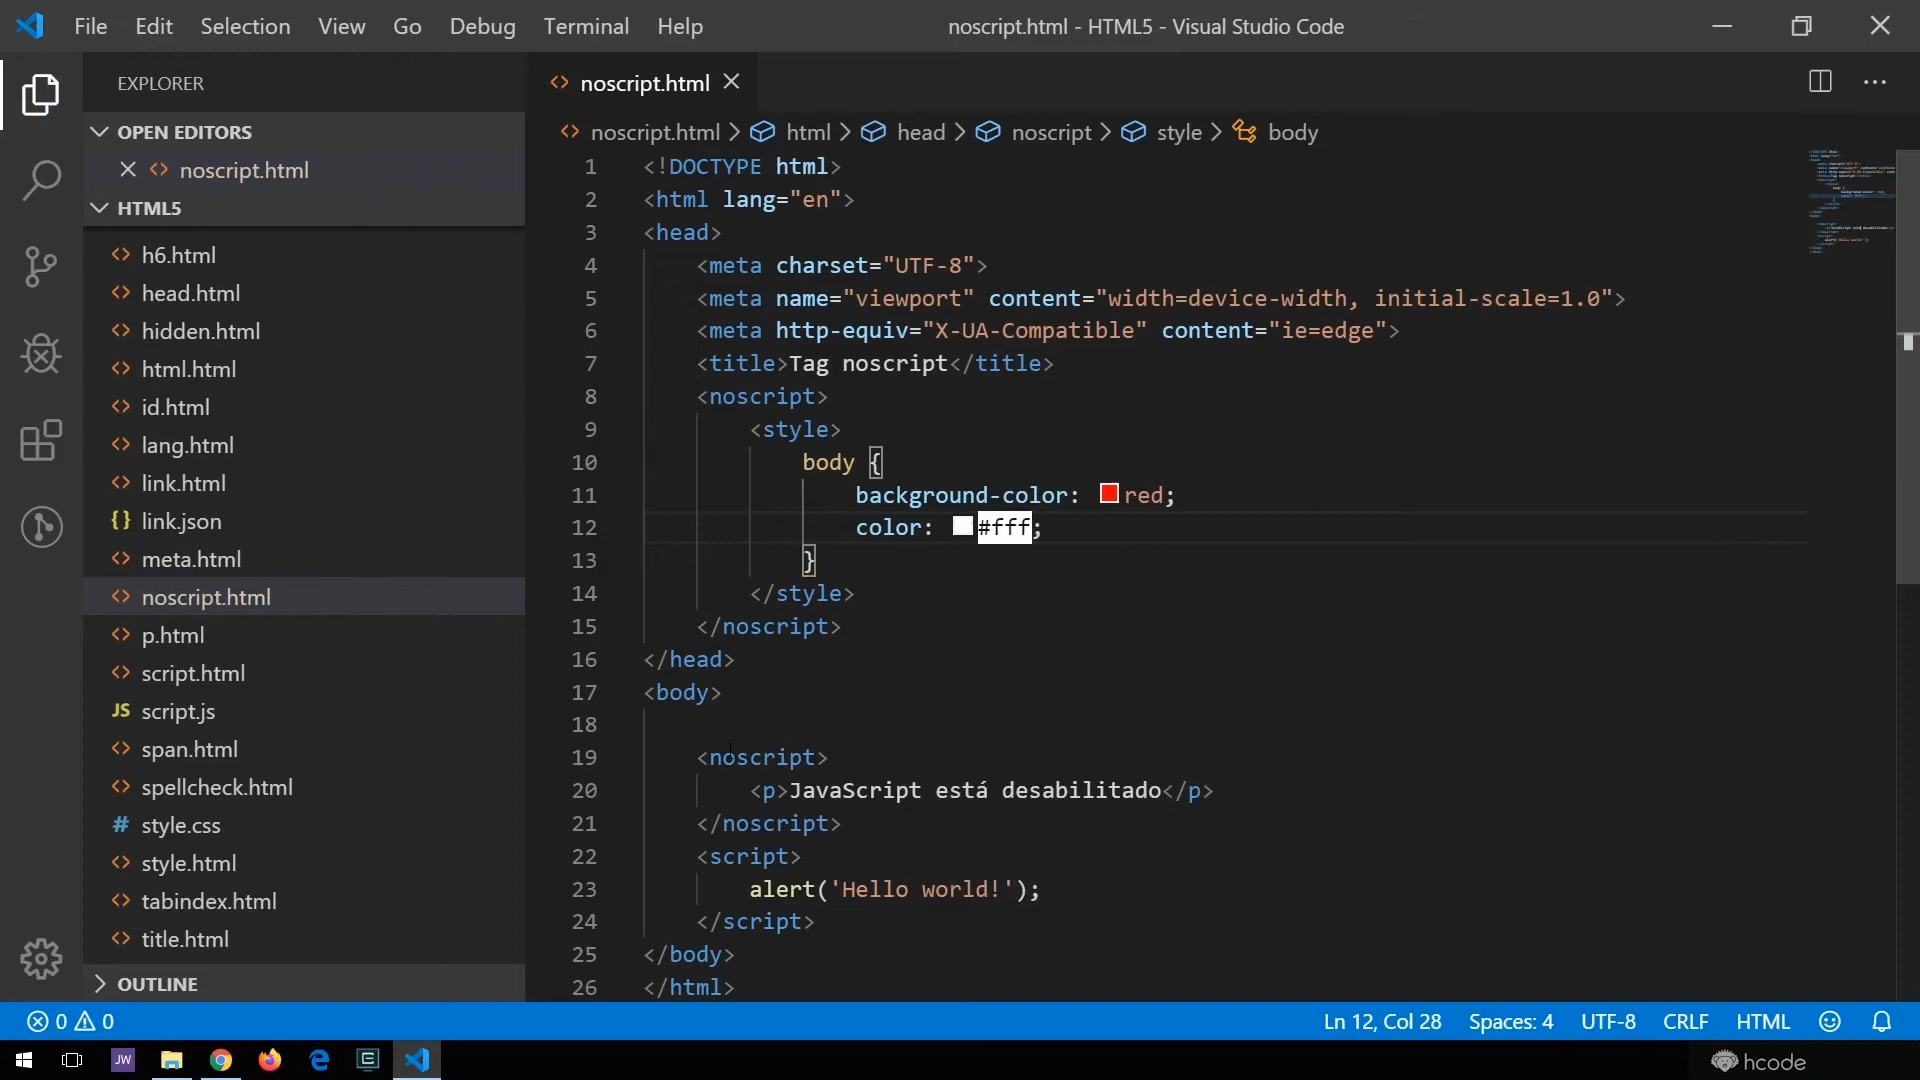 File Edit Selection View Go Debug Terminal Help
noscript.html - HTML5 - Visual Studio Code
EXPLORER
OPEN EDITORS
noscript.html
HTML5
h6.html
head.html
hidden.html
html.html
id.html
lang.html
link.html
{} link.json
meta.html
noscript.html
p.html
script.html
JS script.js
span.html
spellcheck.html
# style.css
style.html
tabindex.html
title.html
OUTLINE
noscript.html
noscript.html > html > head > noscript > style > body
1 <!DOCTYPE html>
2 <html lang="en">
3 <head>
4 <meta charset="UTF-8">
5 <meta name="viewport" content="width=device-width, initial-scale=1.0">
6 <meta http-equiv="X-UA-Compatible" content="ie=edge">
7 <title>Tag noscript</title>
8 <noscript>
9 <style>
10 body {
11 background-color: red;
12 color: #fff;
13 }
14 </style>
15 </noscript>
16 </head>
17 <body>
18
19 <noscript>
20 <p>JavaScript está desabilitado</p>
21 </noscript>
22 <script>
23 alert('Hello world!');
24 </script>
25 </body>
26 </html>
0 0
Ln 12, Col 28 Spaces: 4 UTF-8 CRLF HTML
JW
hcode